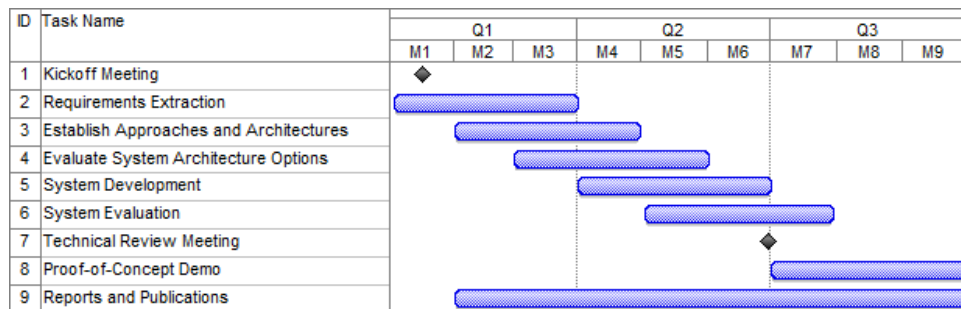 ID Task Name Q1 Q2 Q3
M1 M2 M3 M4 M5 M6 M7 M8 M9
1 Kickoff Meeting
2 Requirements Extraction
3 Establish Approaches and Architectures
4 Evaluate System Architecture Options
5 System Development
6 System Evaluation
7 Technical Review Meeting
8 Proof-of-Concept Demo
9 Reports and Publications